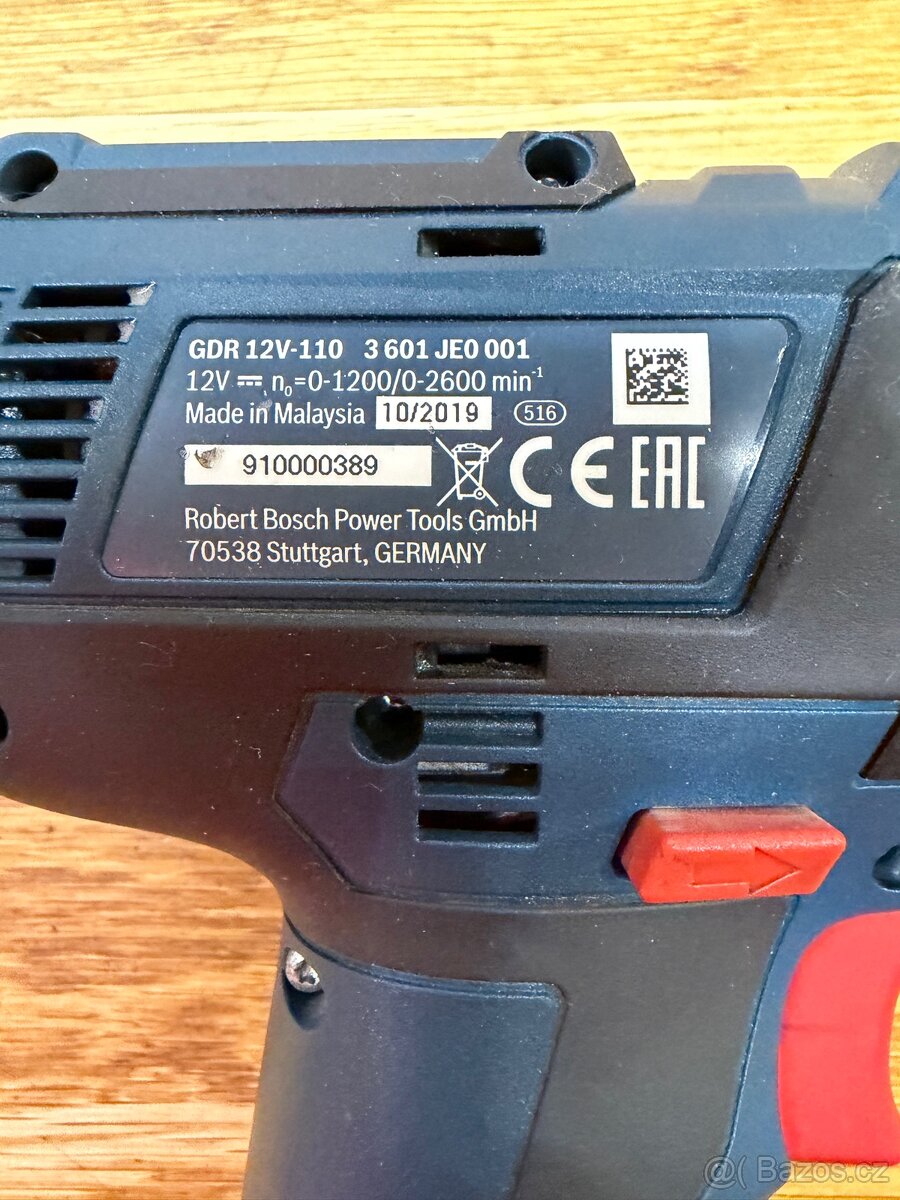 GDR 12V-110 3 601 JE0 001
12V ⎓ n₀=0-1200/0-2600 min⁻¹
Made in Malaysia 10/2019 516
910000389
CE EAC
Robert Bosch Power Tools GmbH
70538 Stuttgart, GERMANY
@( Bazos.cz